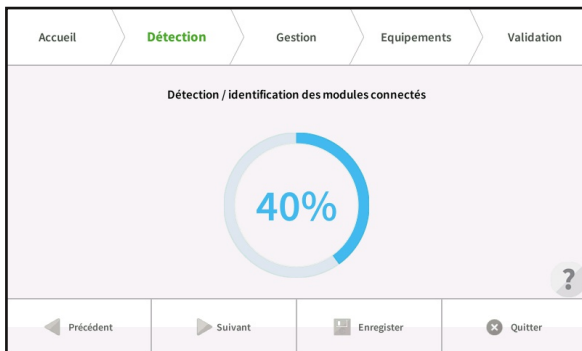 Accueil
Détection
Gestion
Equipements
Validation
Détection / identification des modules connectés
40%
?
Précédent
Suivant
Enregister
Quitter